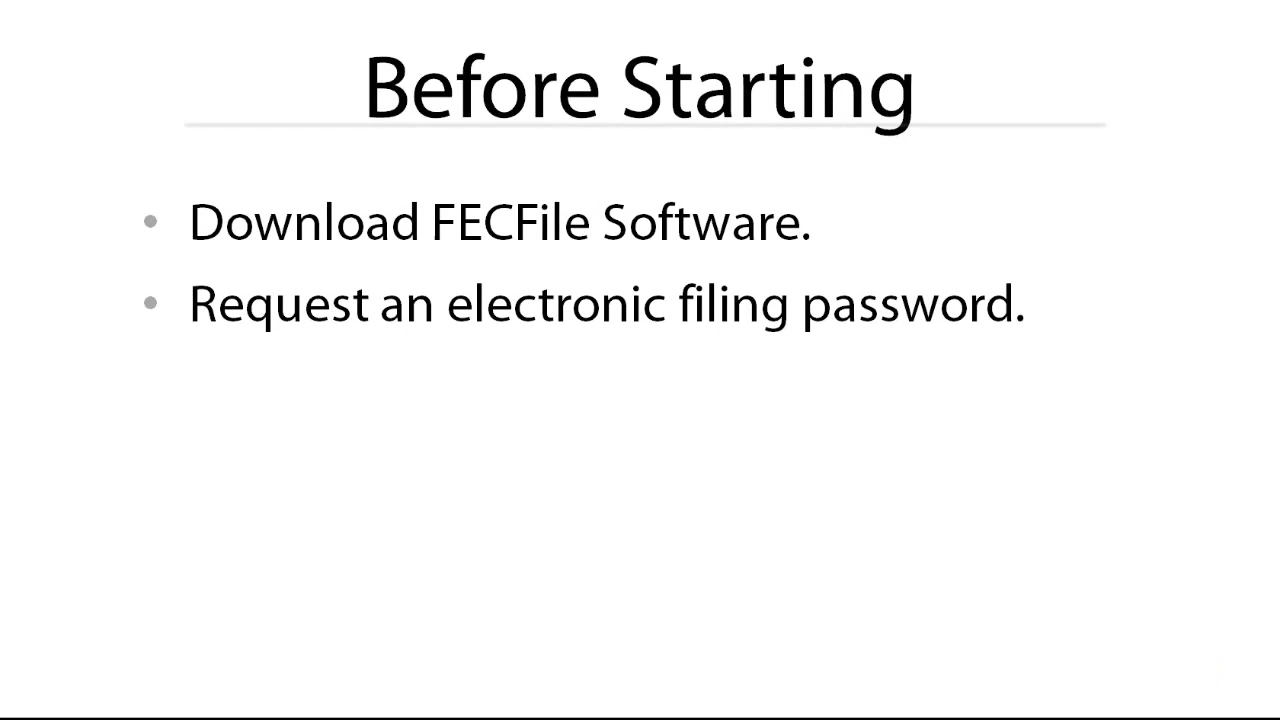 Before Starting
• Download FECFile Software.
• Request an electronic filing password.